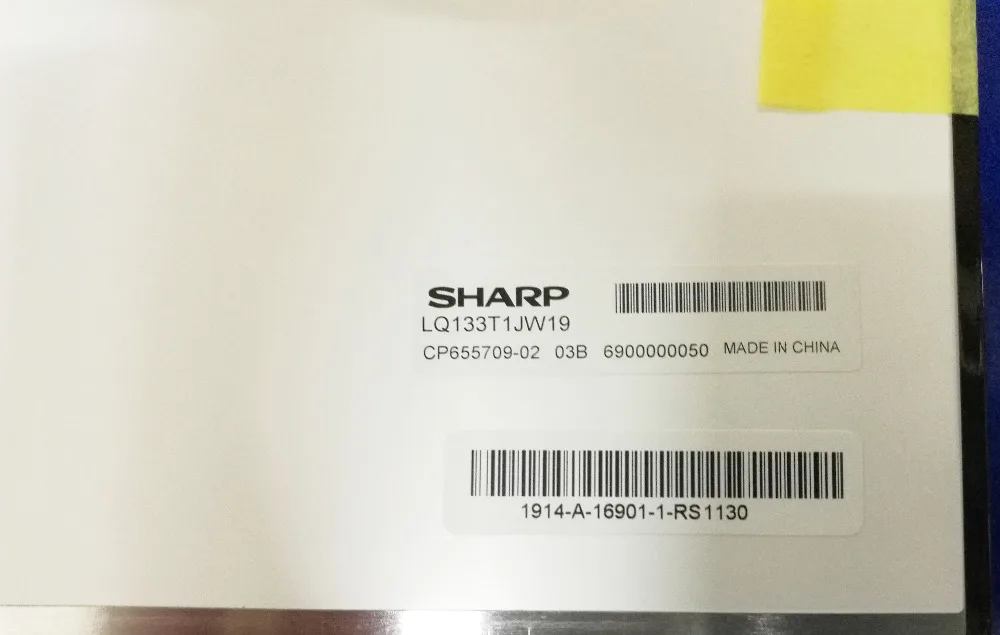 SHARP
LQ133T1JW19
CP655709-02 03B 6900000050 MADE IN CHINA
1914-A-16901-1-RS1130